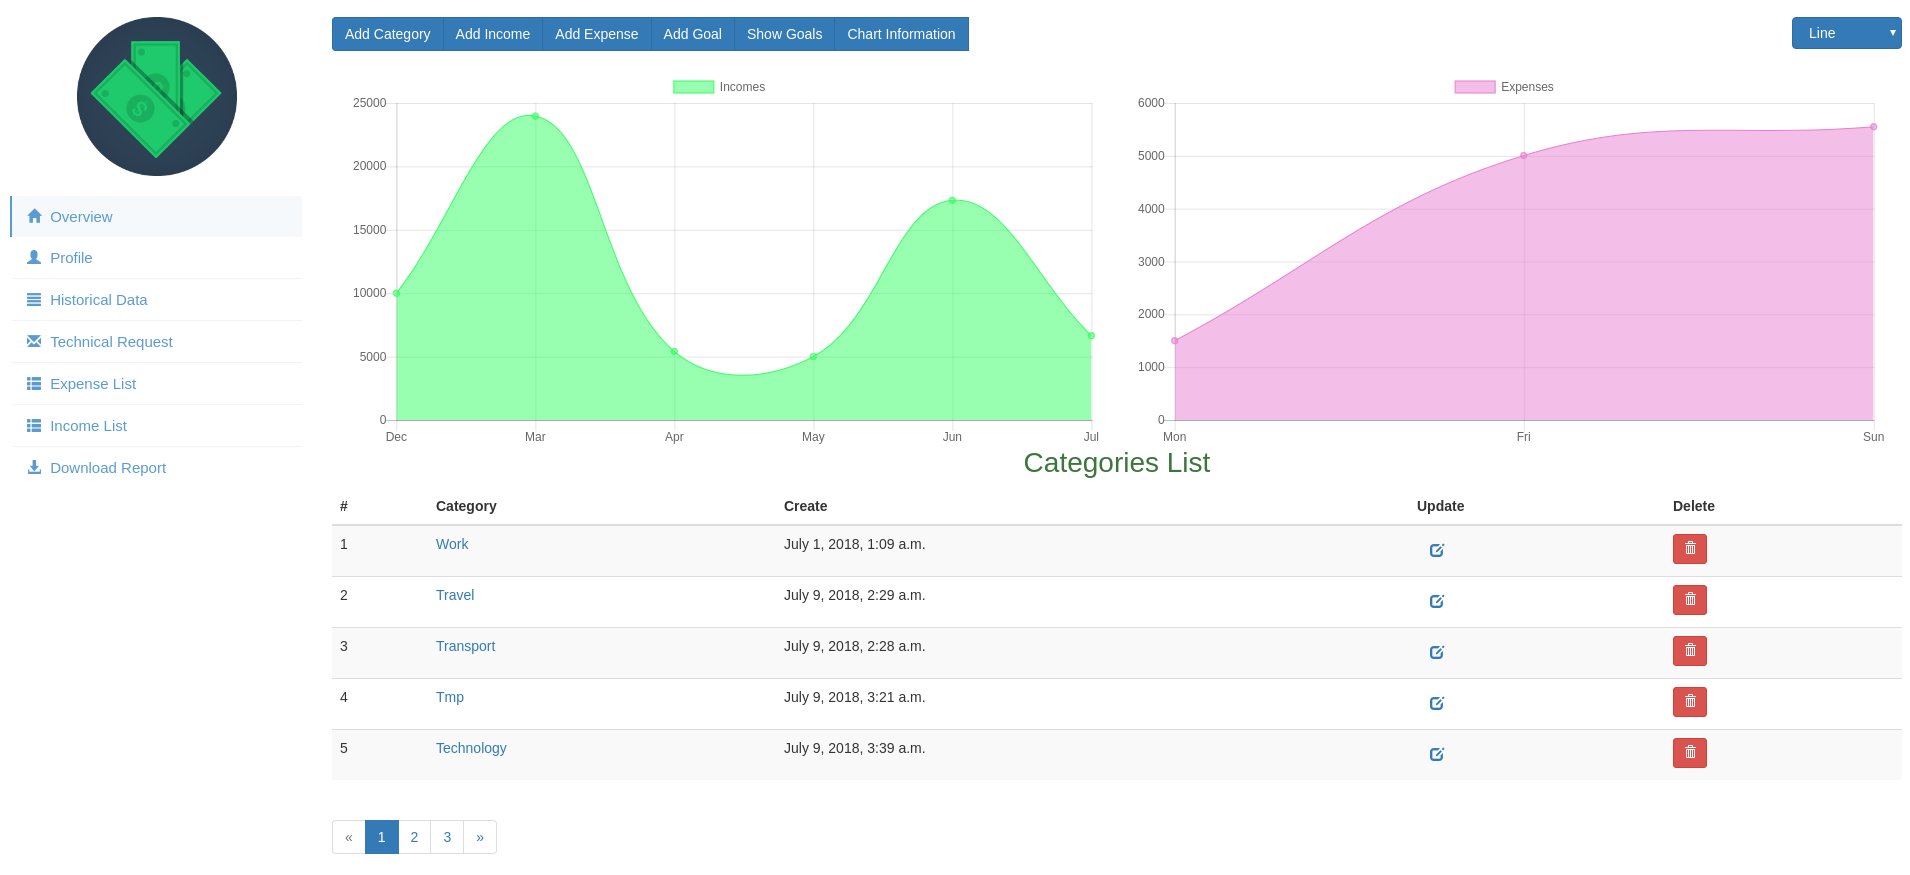 Add Category Add Income Add Expense Add Goal Show Goals Chart Information Line
Overview
Profile
Historical Data
Technical Request
Expense List
Income List
Download Report
Incomes
25000
20000
15000
10000
5000
0
Dec Mar Apr May Jun Jul
Expenses
6000
5000
4000
3000
2000
1000
0
Mon Fri Sun
Categories List
# Category Create Update Delete
1 Work July 1, 2018, 1:09 a.m.
2 Travel July 9, 2018, 2:29 a.m.
3 Transport July 9, 2018, 2:28 a.m.
4 Tmp July 9, 2018, 3:21 a.m.
5 Technology July 9, 2018, 3:39 a.m.
« 1 2 3 »